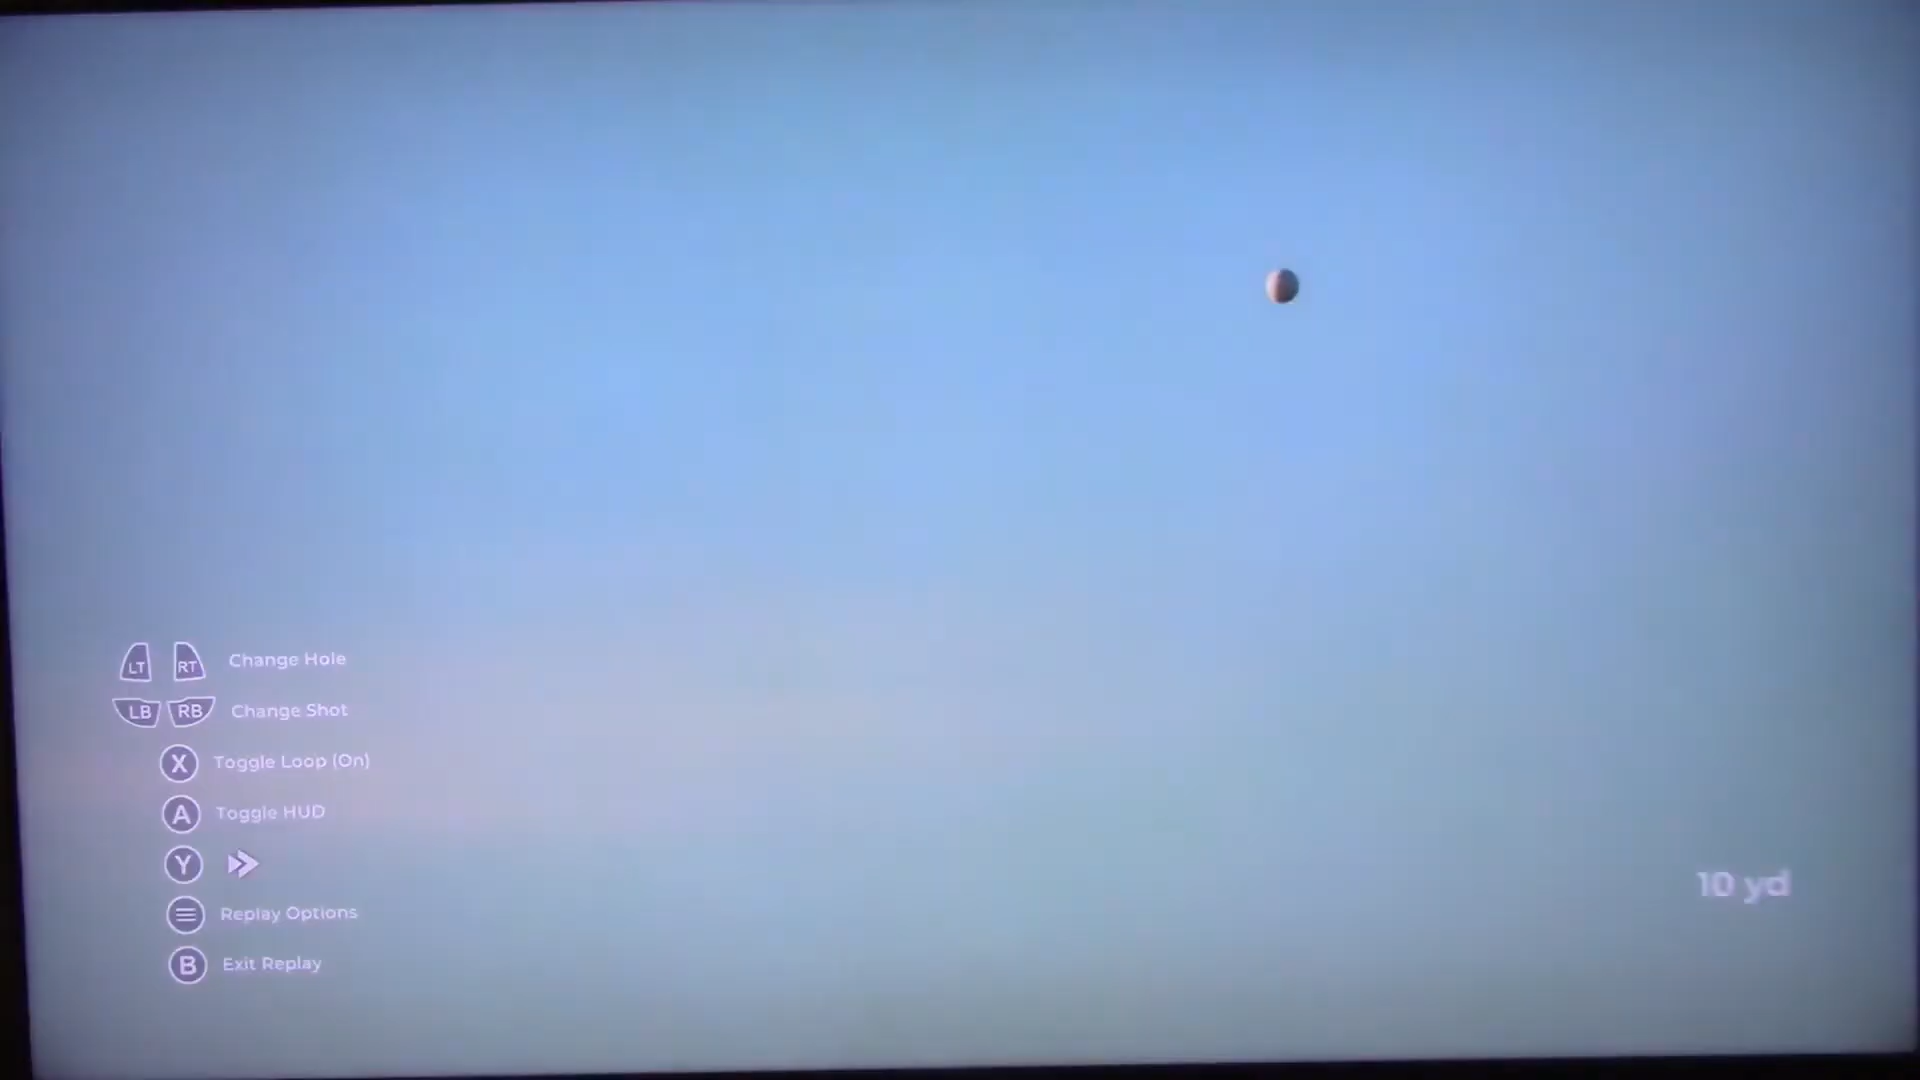 LT RT Change Hole
LB RB Change Shot
X Toggle Loop (On)
A Toggle HUD
Y
Replay Options
B Exit Replay
10 yd